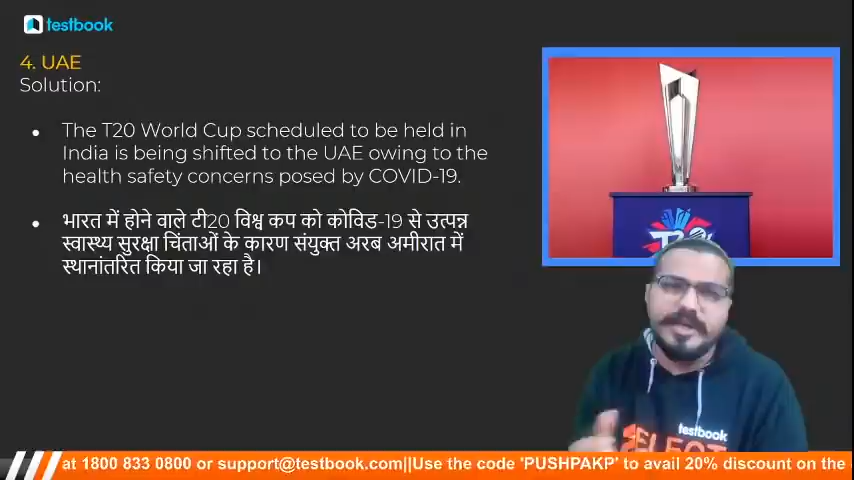 testbook
4. UAE
Solution:
The T20 World Cup scheduled to be held in
India is being shifted to the UAE owing to the
health safety concerns posed by COVID-19.
भारत में होने वाले टी20 विश्व कप को कोविड-19 से उत्पन्न
स्वास्थ्य सुरक्षा चिंताओं के कारण संयुक्त अरब अमीरात में
स्थानांतरित किया जा रहा है।
T20
testbook
SELECT
at 1800 833 0800 or support@testbook.com||Use the code 'PUSHPAKP' to avail 20% discount on the